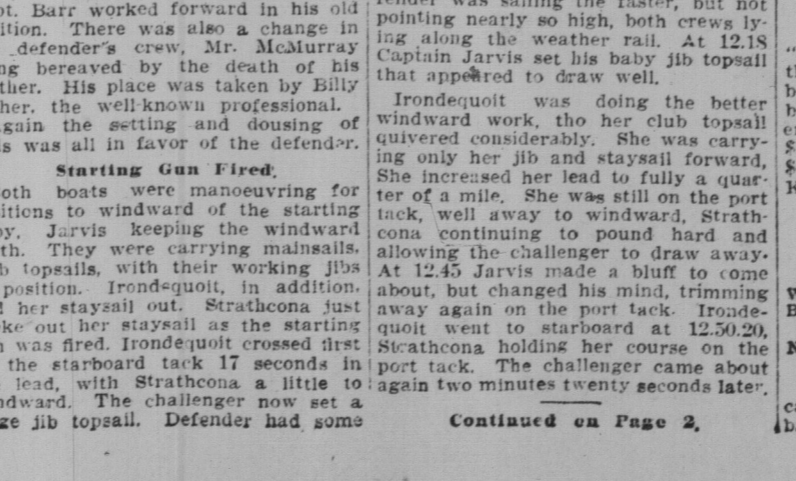 pt. Barr worked forward in his old
ition. There was also a change in
defender's crew, Mr. McMurray
ng bereaved by the death of his
ther. His place was taken by Billy
her, the well-known professional.
gain the setting and dousing of
s was all in favor of the defender.
Starting Gun Fired.
oth boats were manoeuvring for
itions to windward of the starting
y, Jarvis keeping the windward
th. They were carrying mainsails,
b topsails, with their working jibs
position. Irondequoit, in addition,
her staysail out. Strathcona just
ke out her staysail as the starting
n was fired. Irondequoit crossed first
the starboard tack 17 seconds in
lead, with Strathcona a little to
ndward. The challenger now set a
ge jib topsail. Defender had some
was sailing the faster, but not
pointing nearly so high, both crews ly-
ing along the weather rail. At 12.18
Captain Jarvis set his baby jib topsail
that appeared to draw well.
Irondequoit was doing the better
windward work, tho her club topsail
quivered considerably. She was carry-
ing only her jib and staysail forward,
She increased her lead to fully a quar-
ter of a mile. She was still on the port
tack, well away to windward, Strath-
cona continuing to pound hard and
allowing the challenger to draw away.
At 12.45 Jarvis made a bluff to come
about, but changed his mind, trimming
away again on the port tack. Ironde-
quoit went to starboard at 12.50.20,
Strathcona holding her course on the
port tack. The challenger came about
again two minutes twenty seconds later.
Continued on Page 2.